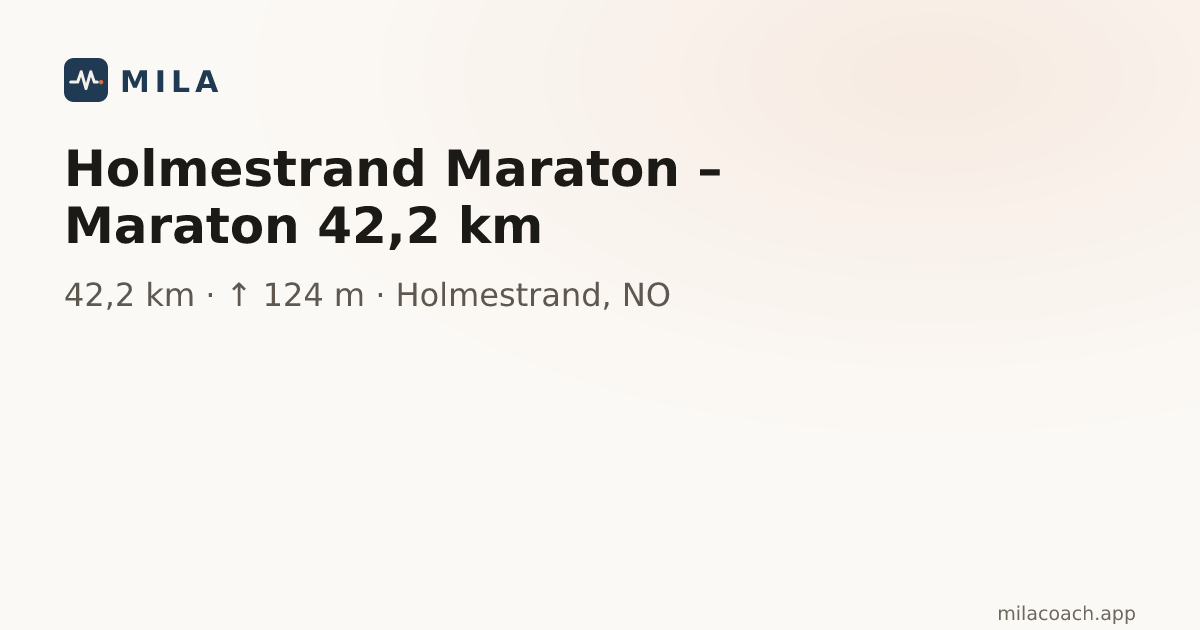 MILA
Holmestrand Maraton –
Maraton 42,2 km
42,2 km · ↑ 124 m · Holmestrand, NO
milacoach.app